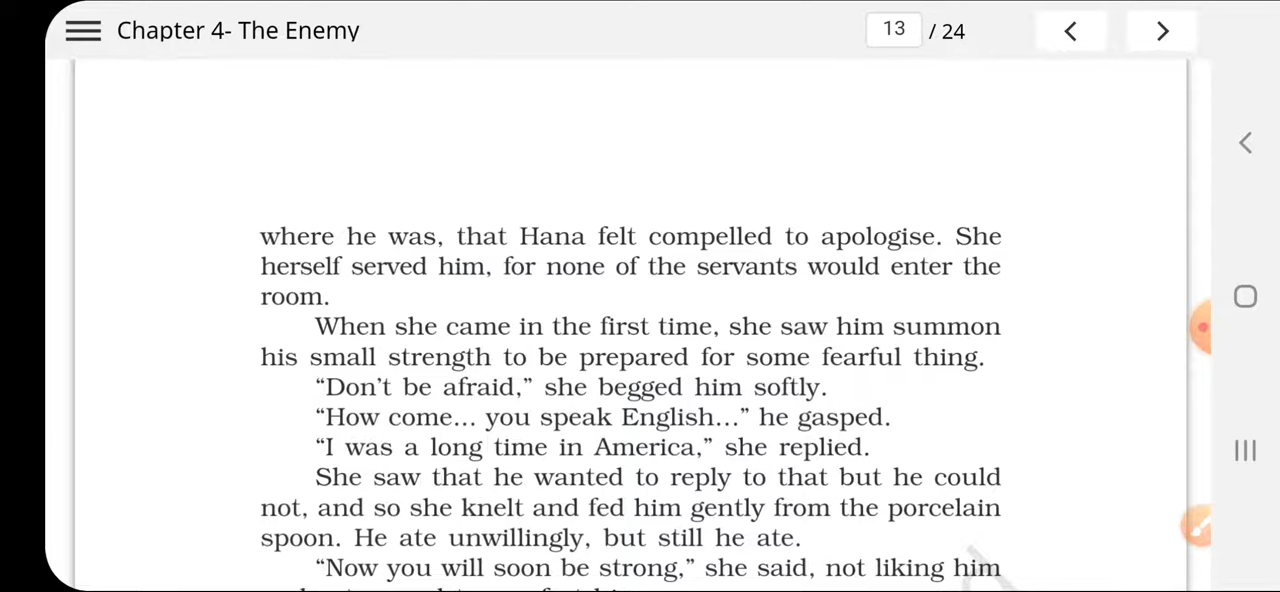 Chapter 4- The Enemy
13 / 24
where he was, that Hana felt compelled to apologise. She
herself served him, for none of the servants would enter the
room.
When she came in the first time, she saw him summon
his small strength to be prepared for some fearful thing.
“Don’t be afraid,” she begged him softly.
“How come... you speak English...” he gasped.
“I was a long time in America,” she replied.
She saw that he wanted to reply to that but he could
not, and so she knelt and fed him gently from the porcelain
spoon. He ate unwillingly, but still he ate.
“Now you will soon be strong,” she said, not liking him